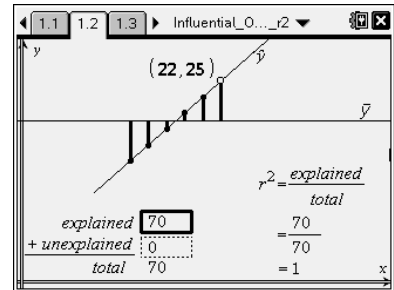 1.1 1.2 1.3 Influential_O..._r2
y
(22,25) ŷ
ȳ
r²=explained
total
explained 70
=70
70
+ unexplained 0
total 70
=1
x